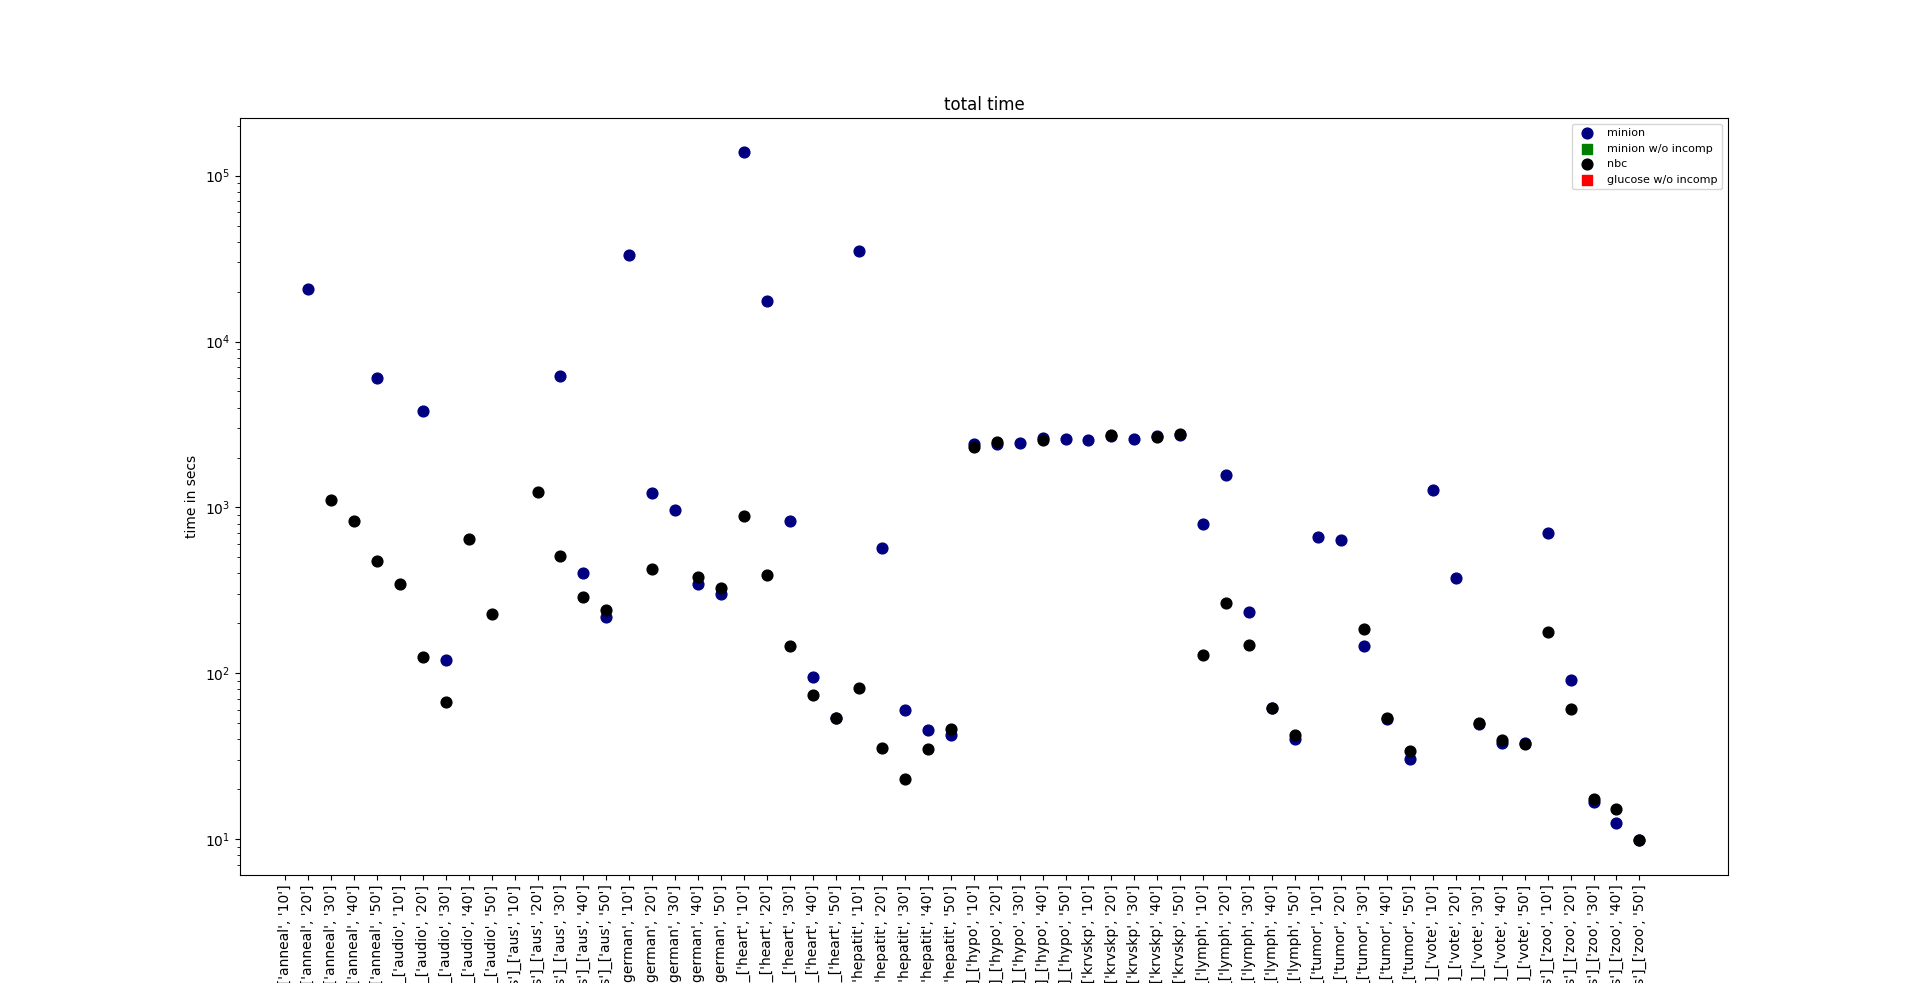 total time
minion
minion w/o incomp
nbc
glucose w/o incomp
time in secs
10^5
10^4
10^3
10^2
10^1
['anneal', '10']
['anneal', '20']
['anneal', '30']
['anneal', '40']
['anneal', '50']
_['audio', '10']
_['audio', '20']
_['audio', '30']
_['audio', '40']
_['audio', '50']
s']_['aus', '10']
s']_['aus', '20']
s']_['aus', '30']
s']_['aus', '40']
s']_['aus', '50']
german', '10']
german', '20']
german', '30']
german', '40']
german', '50']
_['heart', '10']
_['heart', '20']
_['heart', '30']
_['heart', '40']
_['heart', '50']
'hepatit', '10']
'hepatit', '20']
'hepatit', '30']
'hepatit', '40']
'hepatit', '50']
]_['hypo', '10']
]_['hypo', '20']
]_['hypo', '30']
]_['hypo', '40']
]_['hypo', '50']
['krvskp', '10']
['krvskp', '20']
['krvskp', '30']
['krvskp', '40']
['krvskp', '50']
['lymph', '10']
['lymph', '20']
['lymph', '30']
['lymph', '40']
['lymph', '50']
['tumor', '10']
['tumor', '20']
['tumor', '30']
['tumor', '40']
['tumor', '50']
]_['vote', '10']
]_['vote', '20']
]_['vote', '30']
]_['vote', '40']
]_['vote', '50']
s']_['zoo', '10']
s']_['zoo', '20']
s']_['zoo', '30']
s']_['zoo', '40']
s']_['zoo', '50']